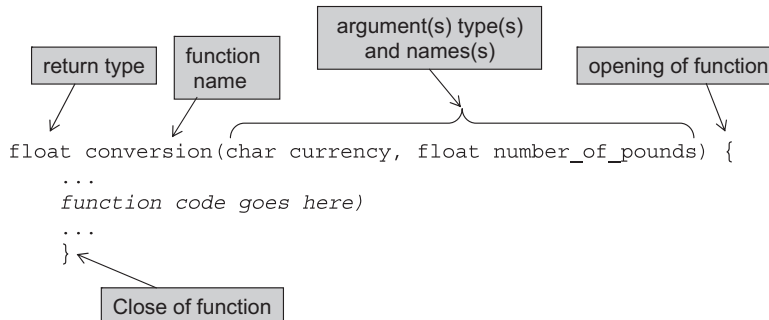 argument(s) type(s)
and names(s)
return type
function
name
opening of function
float conversion(char currency, float number_of_pounds) {
...
function code goes here)
...
}
Close of function